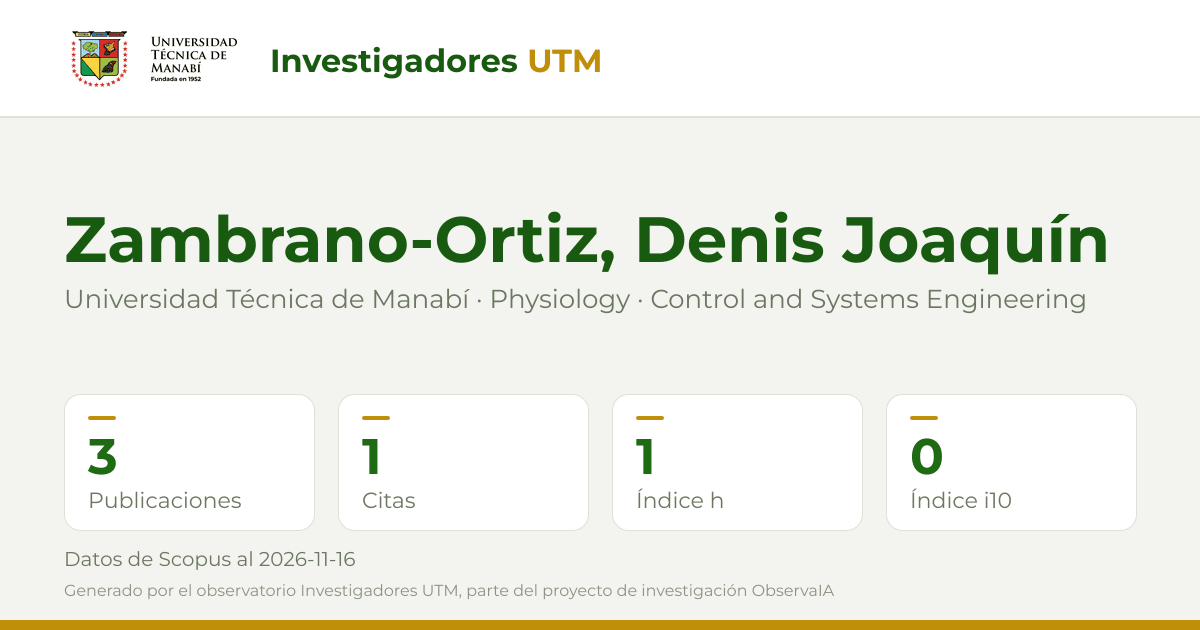 UNIVERSIDAD
TÉCNICA DE
MANABÍ
Fundada en 1952
Investigadores UTM
Zambrano-Ortiz, Denis Joaquín
Universidad Técnica de Manabí · Physiology · Control and Systems Engineering
3
Publicaciones
1
Citas
1
Índice h
0
Índice i10
Datos de Scopus al 2026-11-16
Generado por el observatorio Investigadores UTM, parte del proyecto de investigación ObservaIA